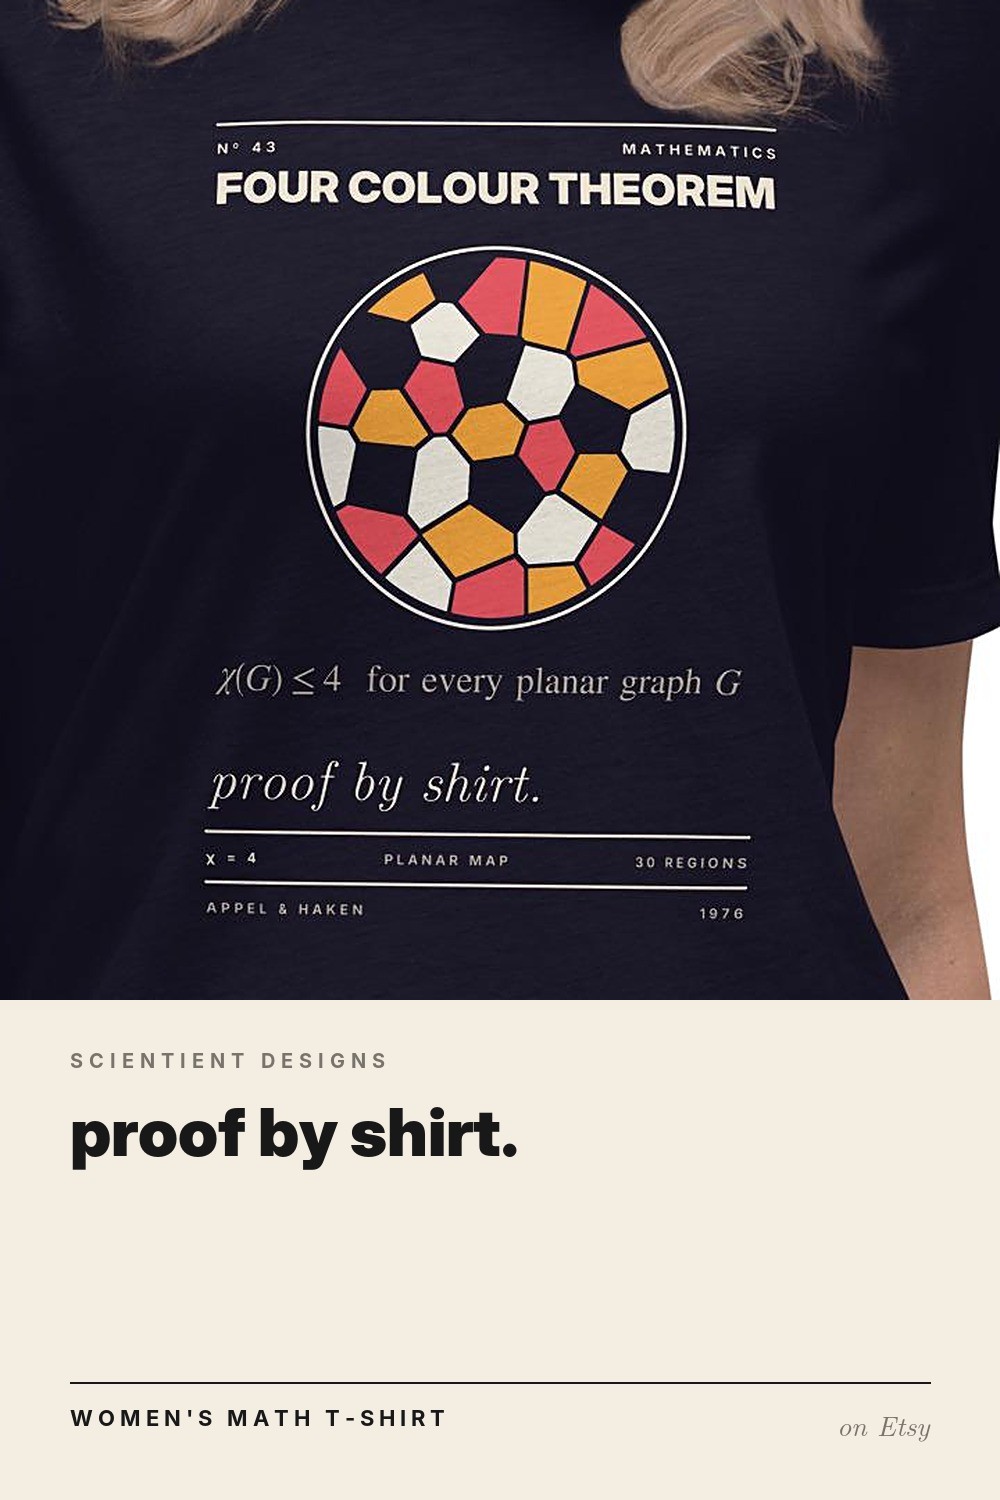 Nº 43
MATHEMATICS
FOUR COLOUR THEOREM
χ(G) ≤ 4 for every planar graph G
proof by shirt.
χ = 4
PLANAR MAP
30 REGIONS
APPEL & HAKEN
1976
SCIENTIENT DESIGNS
proof by shirt.
WOMEN'S MATH T-SHIRT
on Etsy